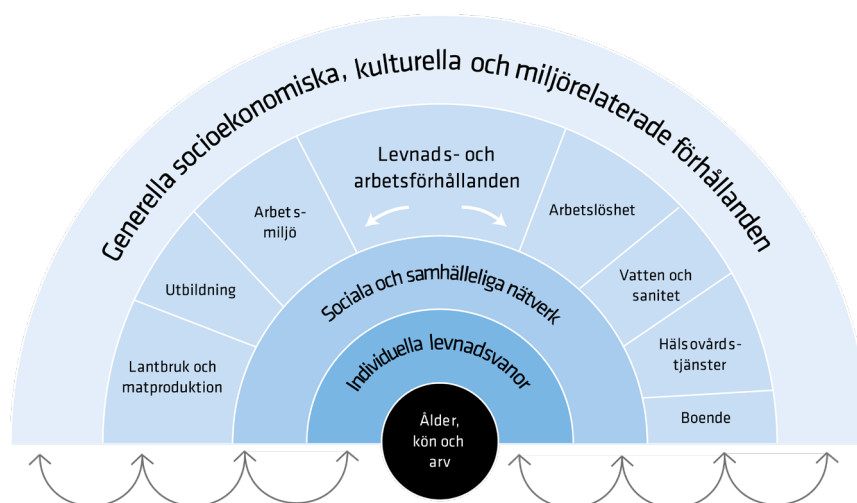 Generella socioekonomiska, kulturella och miljörelaterade förhållanden
Levnads- och
arbetsförhållanden
Arbets-
miljö
Utbildning
Lantbruk och
matproduktion
Arbetslöshet
Vatten och
sanitet
Hälsovårds-
tjänster
Boende
Sociala och samhälleliga nätverk
Individuella levnadsvanor
Ålder,
kön och
arv